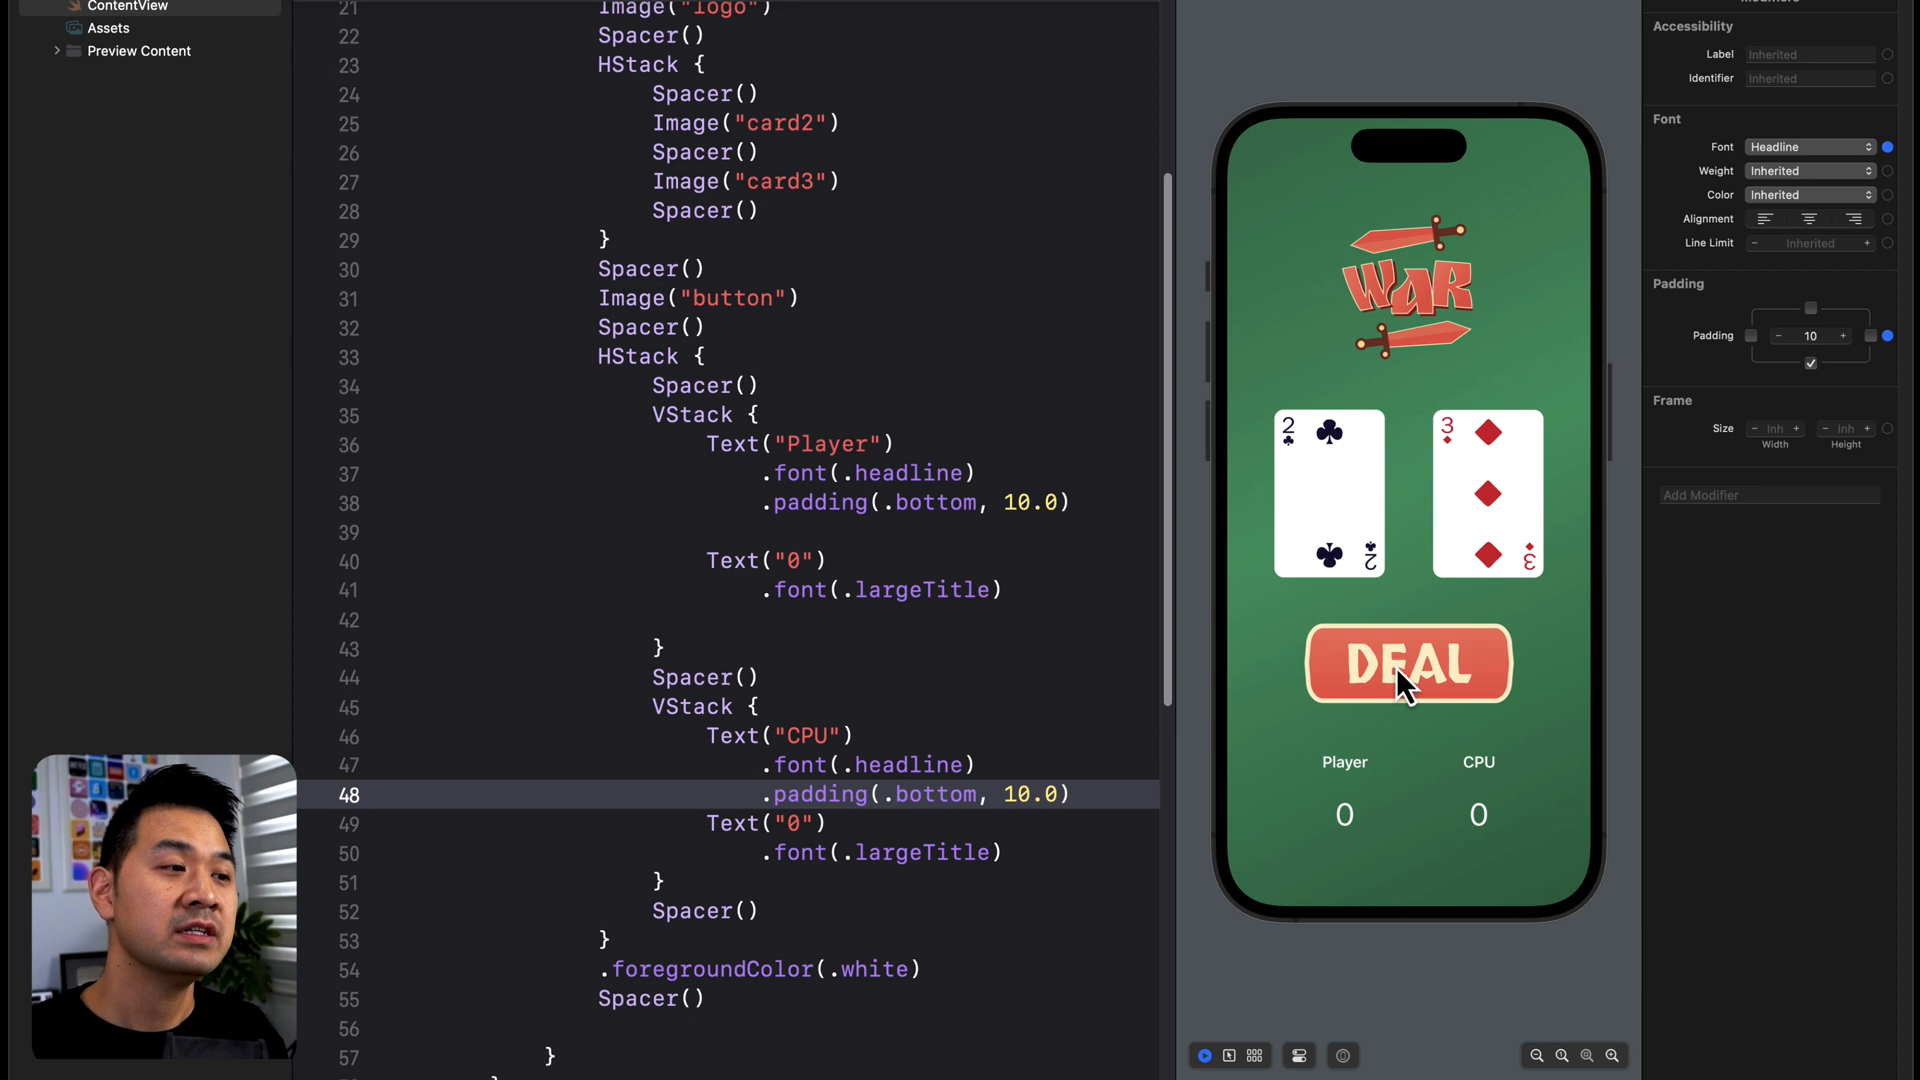 ContentView
Assets
Preview Content
21 Image("logo")
22 Spacer()
23 HStack {
24 Spacer()
25 Image("card2")
26 Spacer()
27 Image("card3")
28 Spacer()
29 }
30 Spacer()
31 Image("button")
32 Spacer()
33 HStack {
34 Spacer()
35 VStack {
36 Text("Player")
37 .font(.headline)
38 .padding(.bottom, 10.0)
39
40 Text("0")
41 .font(.largeTitle)
42
43 }
44 Spacer()
45 VStack {
46 Text("CPU")
47 .font(.headline)
48 .padding(.bottom, 10.0)
49 Text("0")
50 .font(.largeTitle)
51 }
52 Spacer()
53 }
54 .foregroundColor(.white)
55 Spacer()
56
57 }
WAR
2 3
2 3
DEAL
Player CPU
0 0
Modifiers
Accessibility
Label Inherited
Identifier Inherited
Font
Font Headline
Weight Inherited
Color Inherited
Alignment
Line Limit − Inherited +
Padding
Padding − 10 +
Frame
Size − Inh + − Inh +
Width Height
Add Modifier